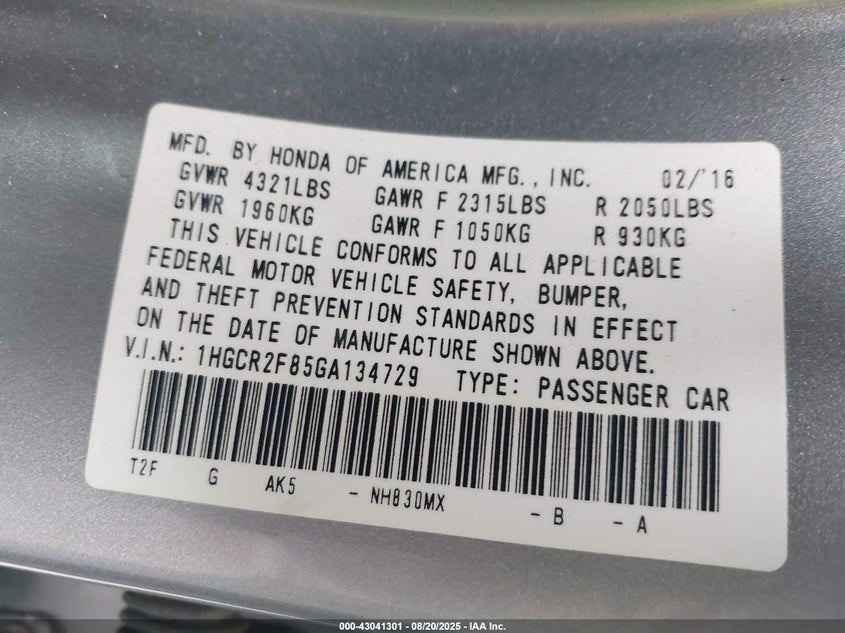 MFD. BY HONDA OF AMERICA MFG., INC. 02/'16
GVWR 4321LBS GAWR F 2315LBS R 2050LBS
GVWR 1960KG GAWR F 1050KG R 930KG
THIS VEHICLE CONFORMS TO ALL APPLICABLE
FEDERAL MOTOR VEHICLE SAFETY, BUMPER,
AND THEFT PREVENTION STANDARDS IN EFFECT
ON THE DATE OF MANUFACTURE SHOWN ABOVE.
V.I.N.: 1HGCR2F85GA134729 TYPE: PASSENGER CAR
T2F G AK5 - NH830MX - B - A
000-43041301 - 08/20/2025 - IAA Inc.